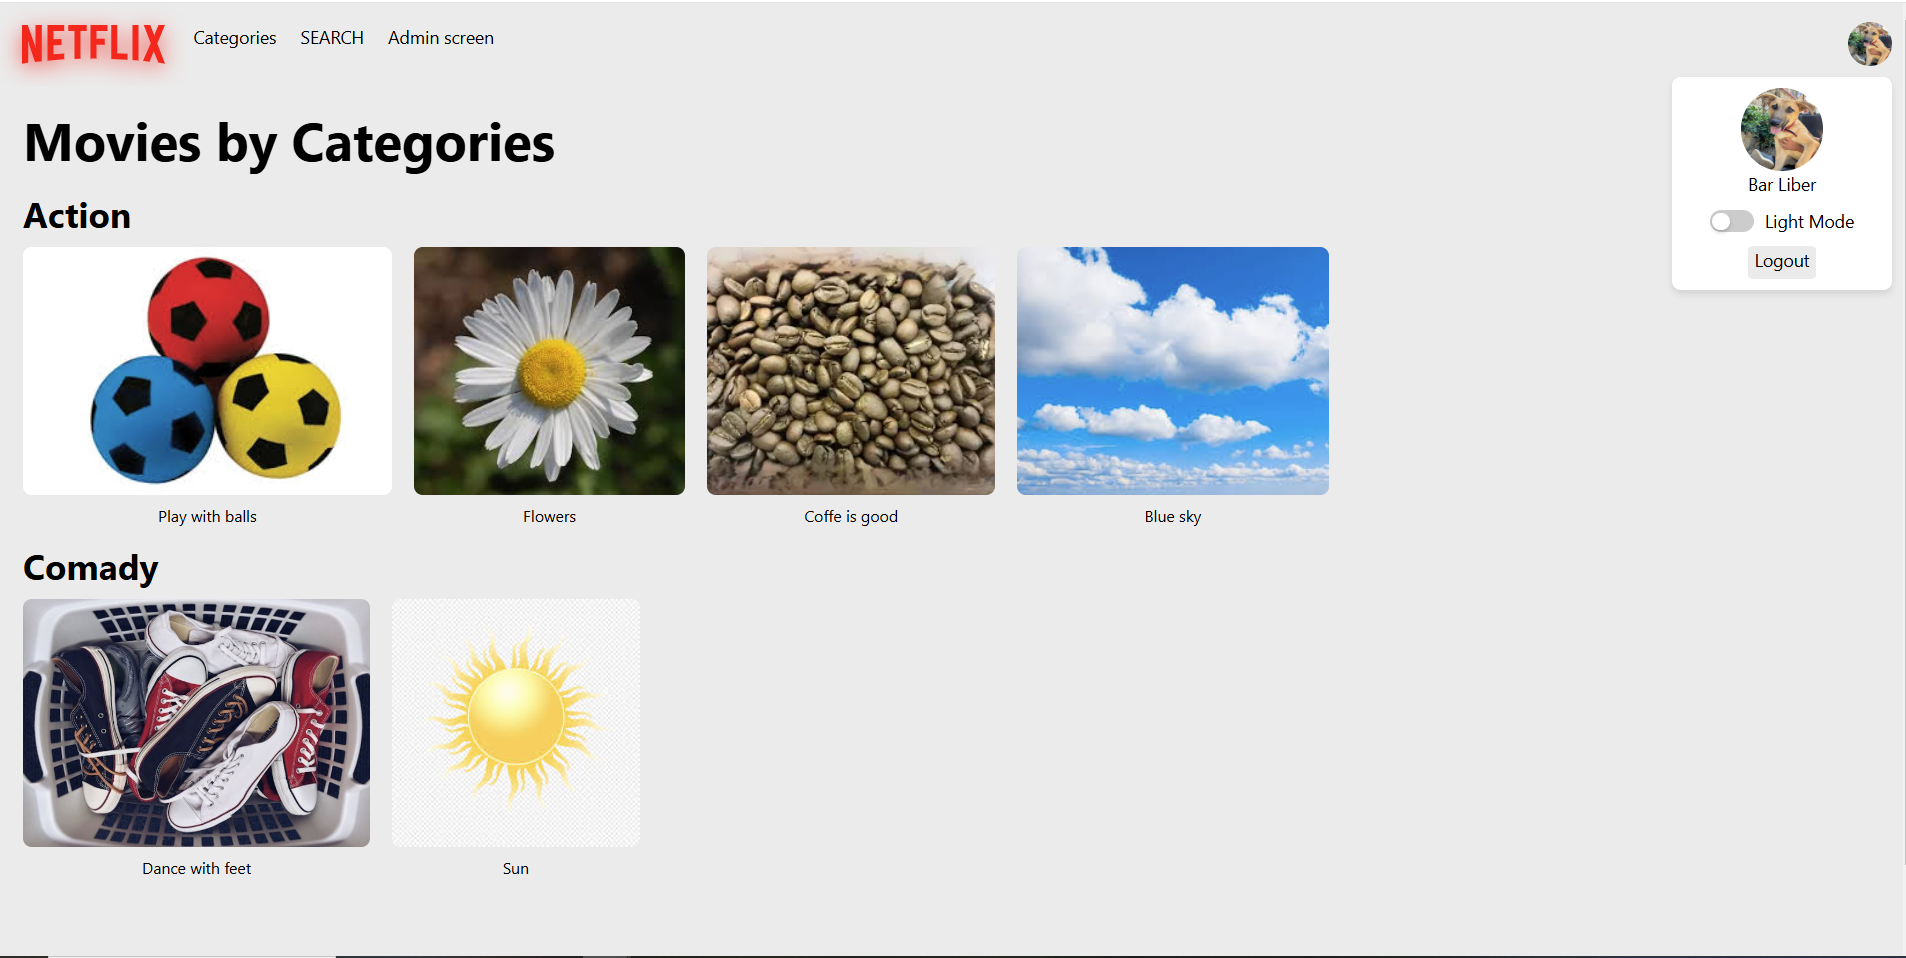 NETFLIX
Categories
SEARCH
Admin screen
Bar Liber
Light Mode
Logout
Movies by Categories
Action
Play with balls
Flowers
Coffe is good
Blue sky
Comady
Dance with feet
Sun